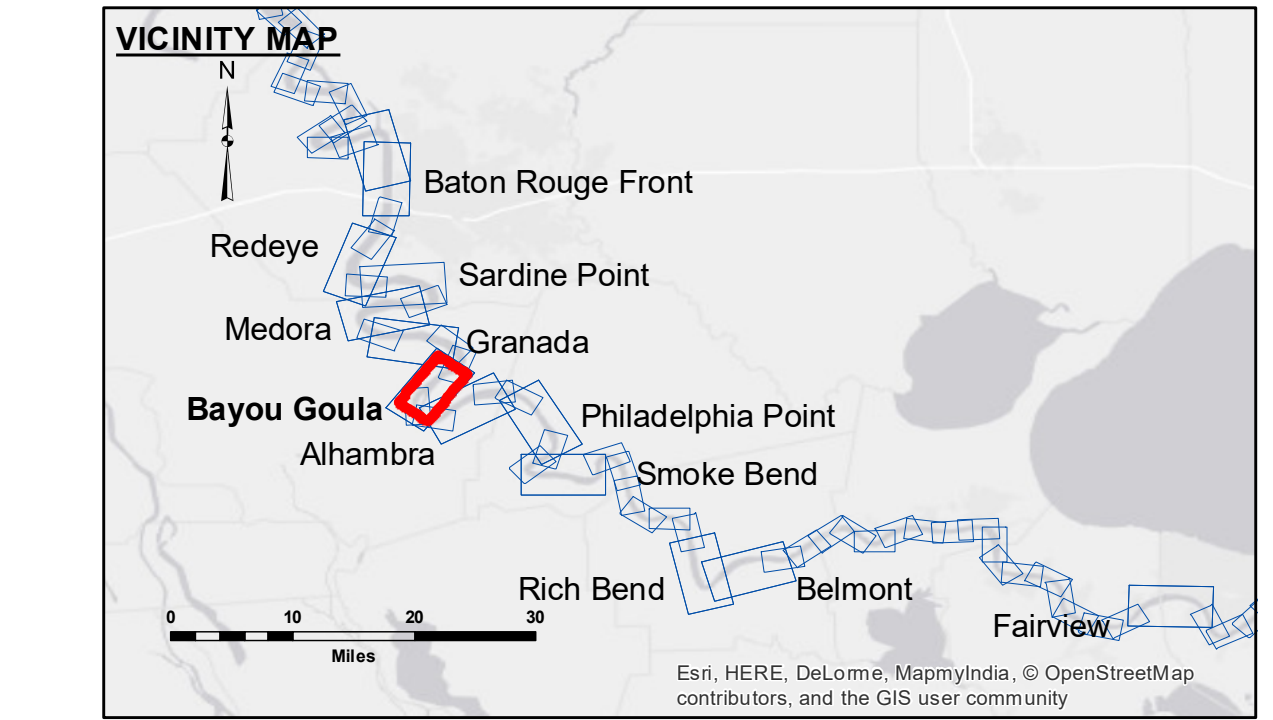 VICINITY MAP
N
Baton Rouge Front
Redeye
Sardine Point
Medora
Granada
Bayou Goula
Philadelphia Point
Alhambra
Smoke Bend
Rich Bend
Belmont
Fairview
0 10 20 30
Miles
Esri, HERE, DeLorme, MapmyIndia, © OpenStreetMap
contributors, and the GIS user community